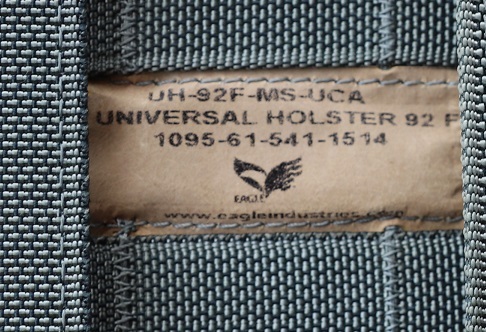 UH-92F-MS-UCA
UNIVERSAL HOLSTER 92 F
1095-61-541-1514
EAGLE
www.eagleindustries.com